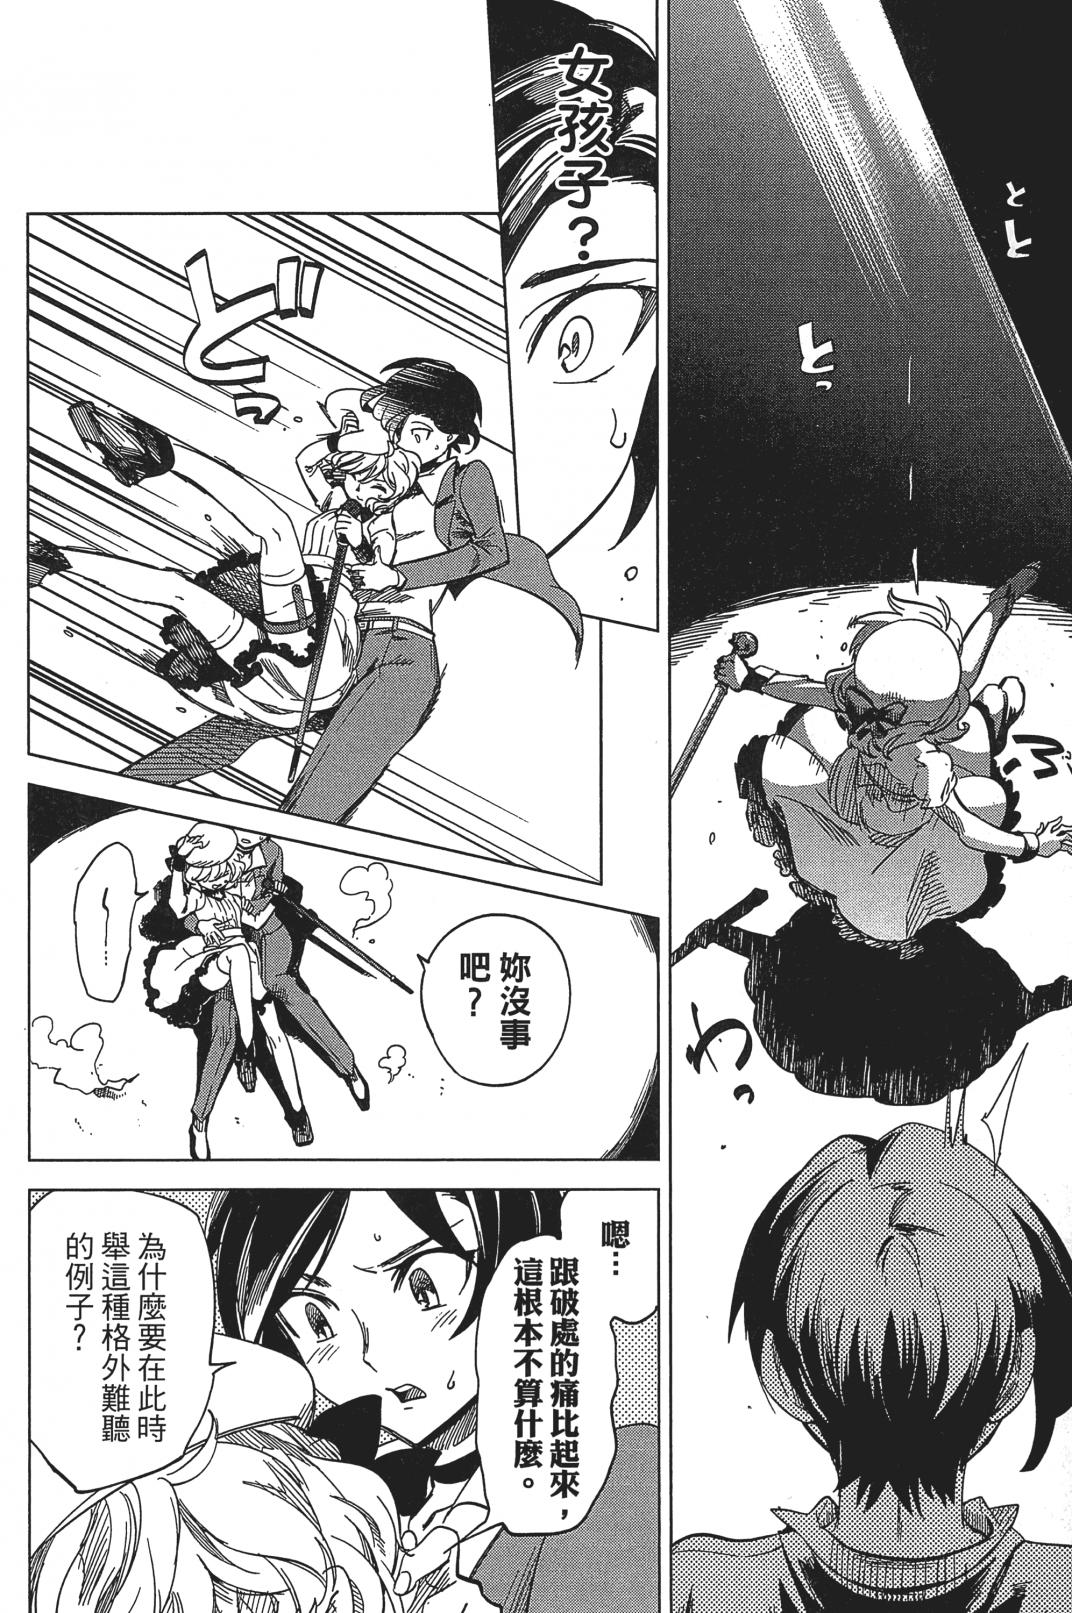 と
とっ
とっ
ふ
わっ
女孩子？
ドッ
妳沒事
吧？
……
嗯…
跟破處的痛比起來，
這根本不算什麼。
為什麼要在此時
舉這種格外難聽
的例子？